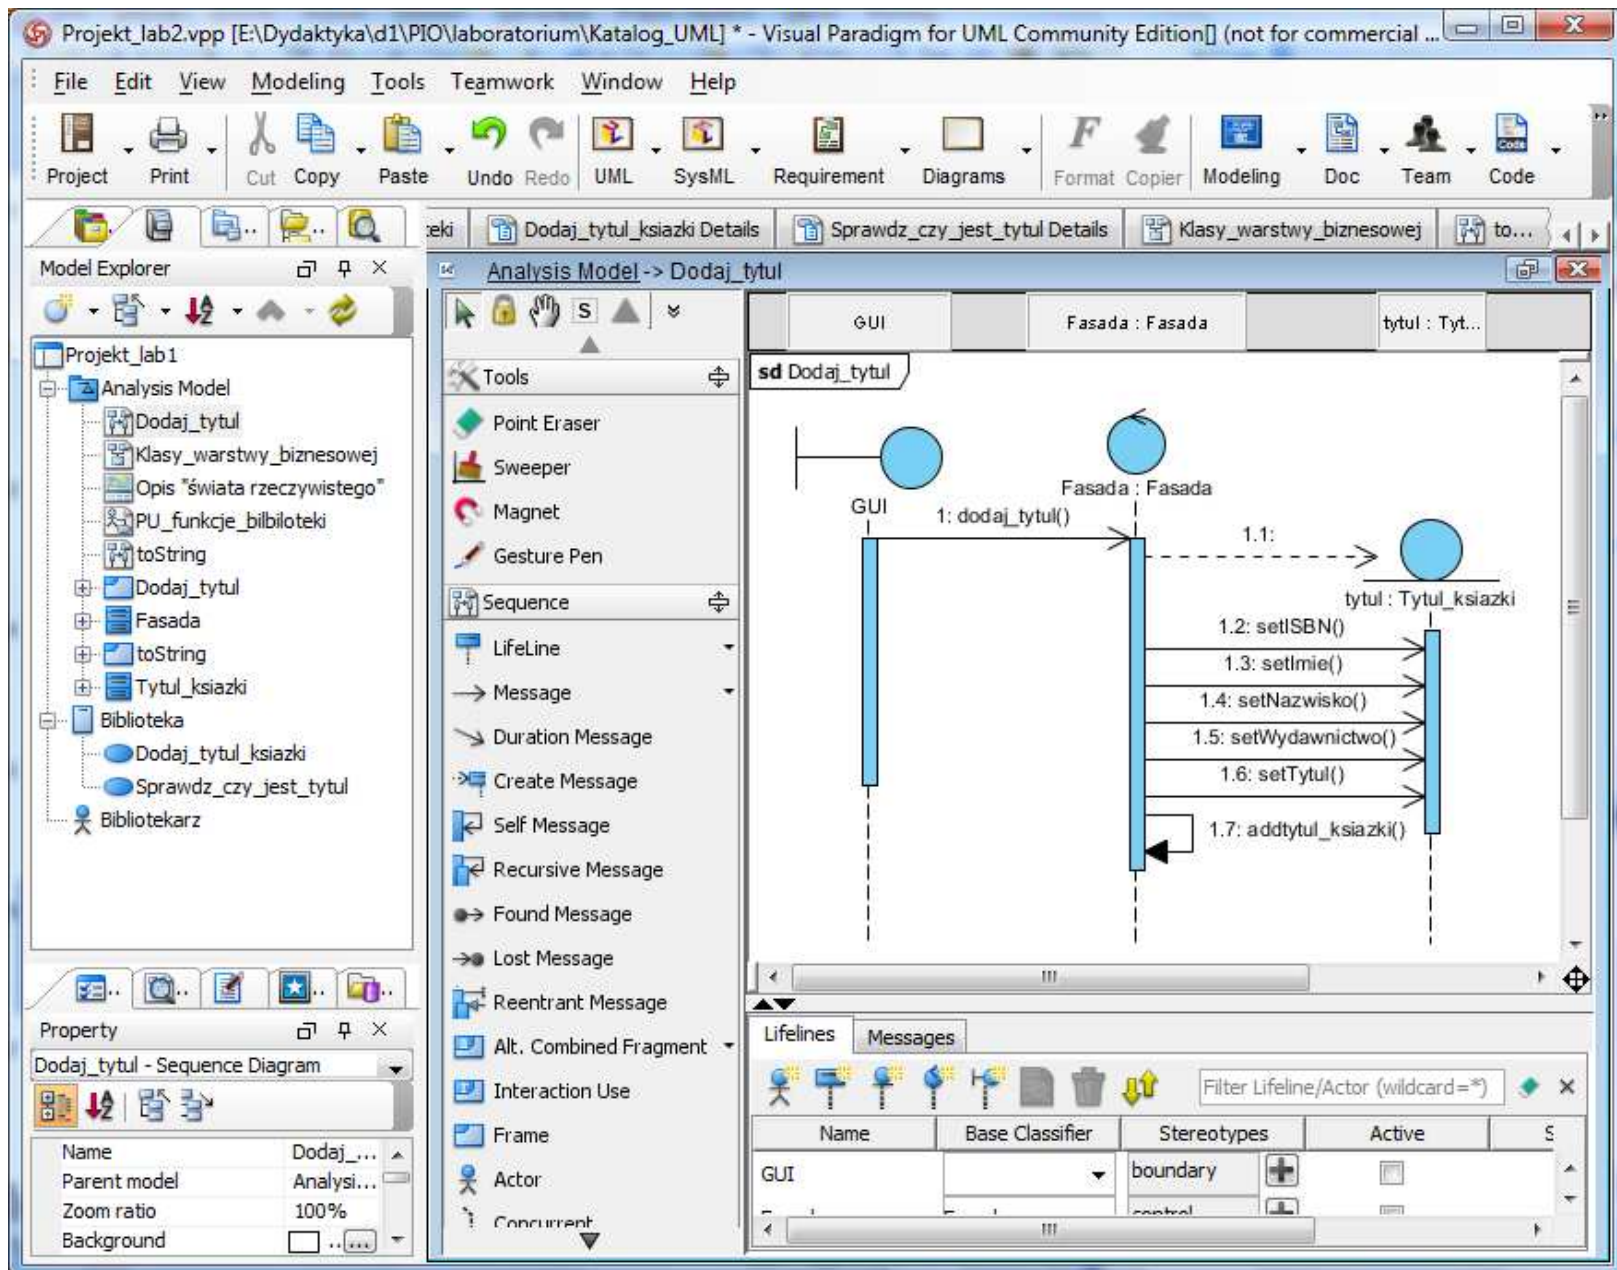 Projekt_lab2.vpp [E:\Dydaktyka\d1\PIO\laboratorium\Katalog_UML] * - Visual Paradigm for UML Community Edition[] (not for commercial ...
File Edit View Modeling Tools Teamwork Window Help
Project Print Cut Copy Paste Undo Redo UML SysML Requirement Diagrams Format Copier Modeling Doc Team Code
eki Dodaj_tytul_ksiazki Details Sprawdz_czy_jest_tytul Details Klasy_warstwy_biznesowej to...
Model Explorer
Projekt_lab1
Analysis Model
Dodaj_tytul
Klasy_warstwy_biznesowej
Opis "świata rzeczywistego"
PU_funkcje_bilbiloteki
toString
Dodaj_tytul
Fasada
toString
Tytul_ksiazki
Biblioteka
Dodaj_tytul_ksiazki
Sprawdz_czy_jest_tytul
Bibliotekarz
Property
Dodaj_tytul - Sequence Diagram
Name Dodaj_...
Parent model Analysi...
Zoom ratio 100%
Background ...
Analysis Model -> Dodaj_tytul
S
Tools
Point Eraser
Sweeper
Magnet
Gesture Pen
Sequence
LifeLine
Message
Duration Message
Create Message
Self Message
Recursive Message
Found Message
Lost Message
Reentrant Message
Alt. Combined Fragment
Interaction Use
Frame
Actor
Concurrent
GUI Fasada : Fasada tytul : Tyt...
sd Dodaj_tytul
Fasada : Fasada
GUI
1: dodaj_tytul()
1.1:
tytul : Tytul_ksiazki
1.2: setISBN()
1.3: setImie()
1.4: setNazwisko()
1.5: setWydawnictwo()
1.6: setTytul()
1.7: addtytul_ksiazki()
Lifelines Messages
Filter Lifeline/Actor (wildcard=*)
Name Base Classifier Stereotypes Active
GUI boundary
control